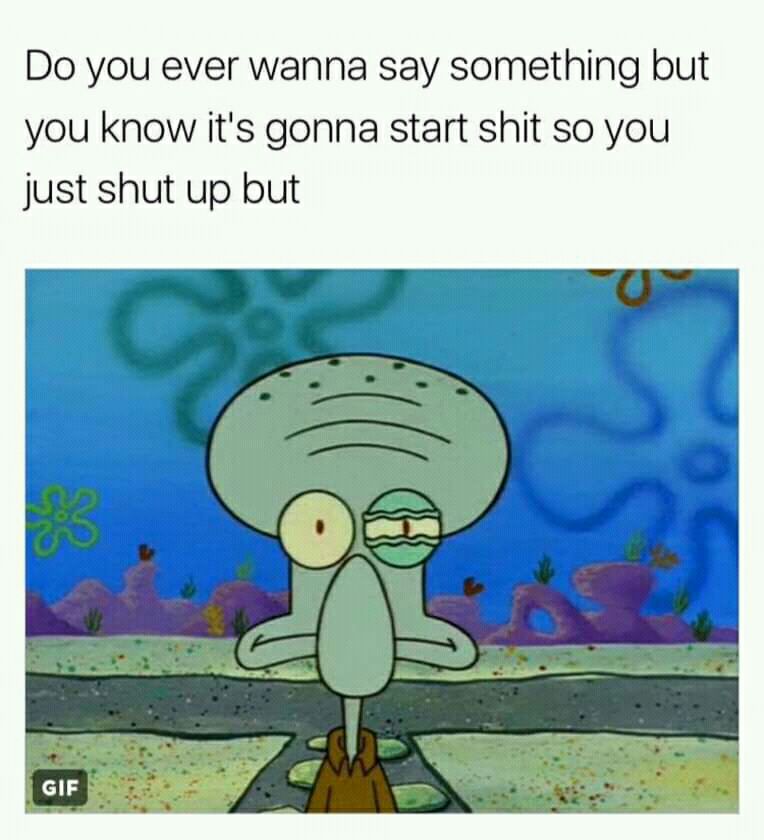 Do you ever wanna say something but
you know it's gonna start shit so you
just shut up but
GIF